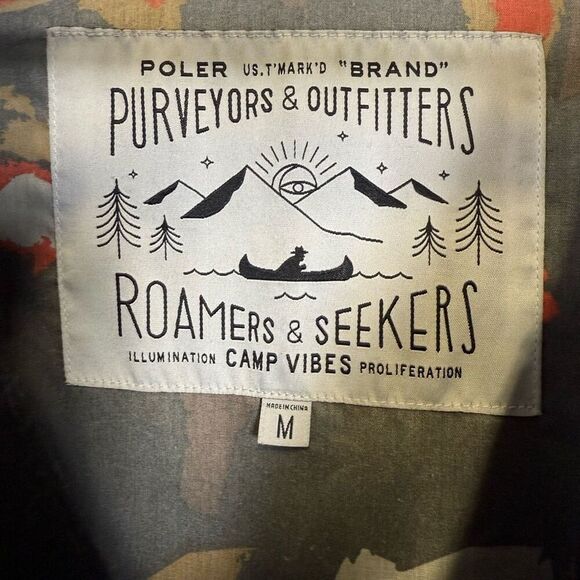 POLER US.T'MARK'D "BRAND"
PURVEYORS & OUTFITTERS
ROAMERS & SEEKERS
ILLUMINATION CAMP VIBES PROLIFERATION
MADE IN CHINA
M